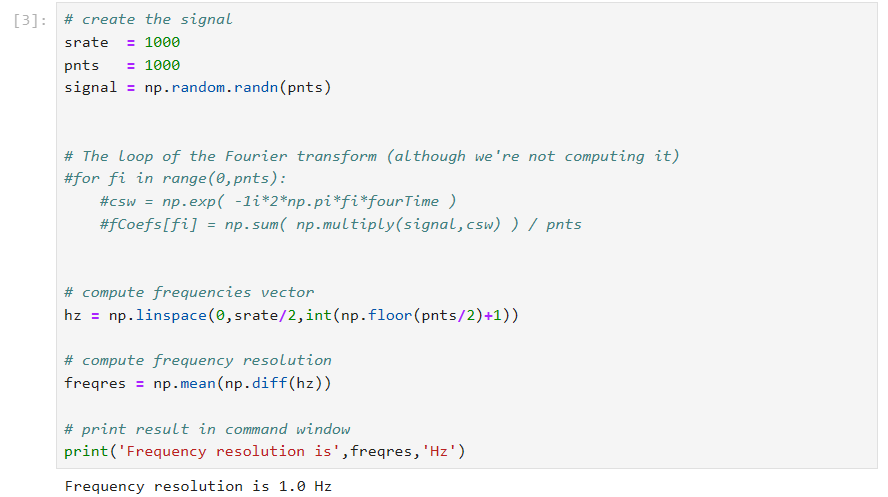 [3]:
# create the signal
srate  = 1000
pnts   = 1000
signal = np.random.randn(pnts)
# The loop of the Fourier transform (although we're not computing it)
#for fi in range(0,pnts):
    #csw = np.exp( -1i*2*np.pi*fi*fourTime )
    #fCoefs[fi] = np.sum( np.multiply(signal,csw) ) / pnts
# compute frequencies vector
hz = np.linspace(0,srate/2,int(np.floor(pnts/2)+1))
# compute frequency resolution
freqres = np.mean(np.diff(hz))
# print result in command window
print('Frequency resolution is',freqres,'Hz')
Frequency resolution is 1.0 Hz